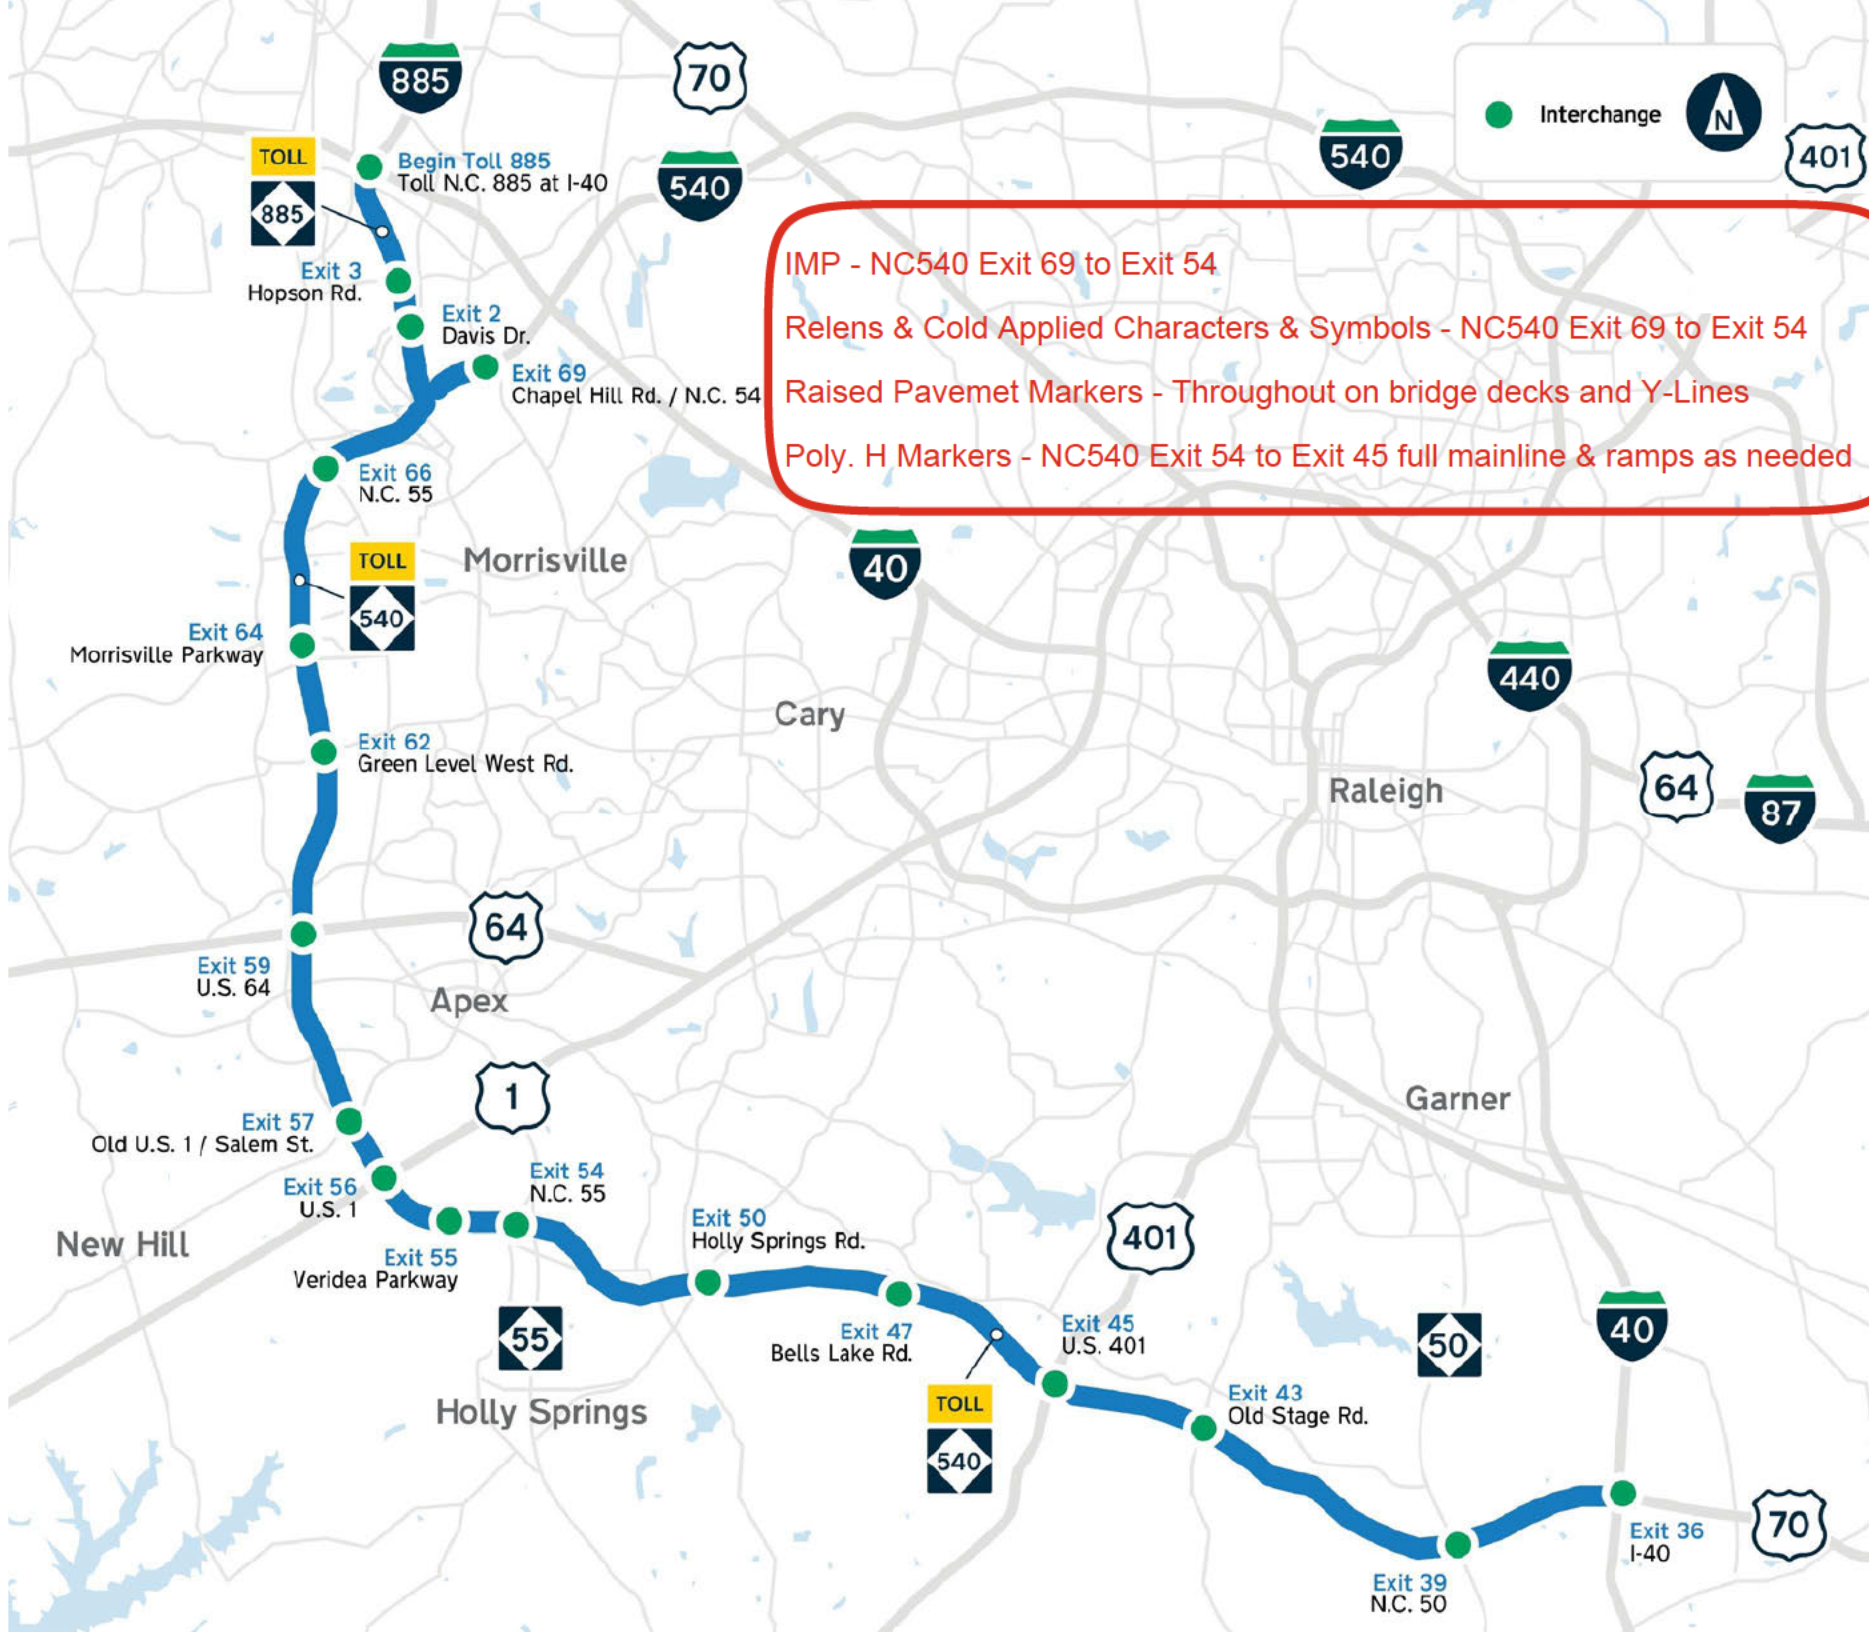 885
70
Interchange
N
540
401
TOLL
885
Begin Toll 885
Toll N.C. 885 at I-40
540
IMP - NC540 Exit 69 to Exit 54
Exit 3
Hopson Rd.
Exit 2
Davis Dr.
Relens & Cold Applied Characters & Symbols - NC540 Exit 69 to Exit 54
Exit 69
Chapel Hill Rd. / N.C. 54
Raised Pavemet Markers - Throughout on bridge decks and Y-Lines
Poly. H Markers - NC540 Exit 54 to Exit 45 full mainline & ramps as needed
Exit 66
N.C. 55
TOLL
540
Morrisville
40
Exit 64
Morrisville Parkway
440
Cary
Exit 62
Green Level West Rd.
Raleigh
64
87
64
Exit 59
U.S. 64
Apex
1
Garner
Exit 57
Old U.S. 1 / Salem St.
Exit 54
N.C. 55
Exit 56
U.S. 1
New Hill
Exit 55
Veridea Parkway
Exit 50
Holly Springs Rd.
401
55
Exit 47
Bells Lake Rd.
Exit 45
U.S. 401
50
40
Holly Springs
TOLL
540
Exit 43
Old Stage Rd.
Exit 36
I-40
70
Exit 39
N.C. 50